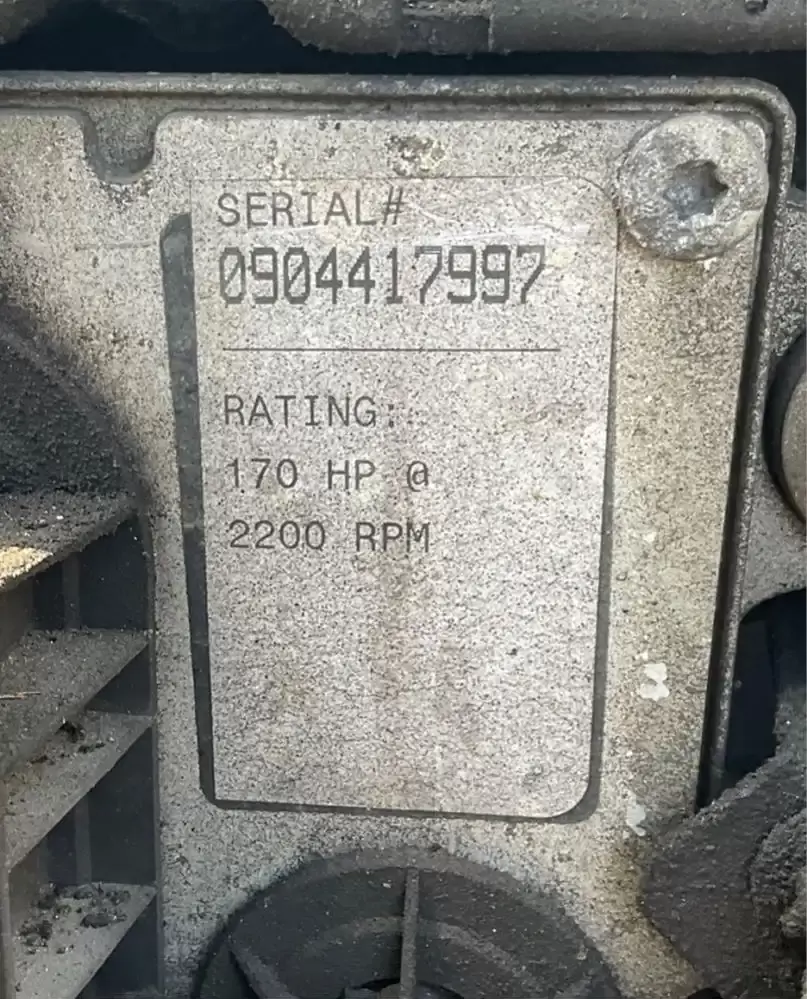 SERIAL#
0904417997
RATING:
170 HP @
2200 RPM